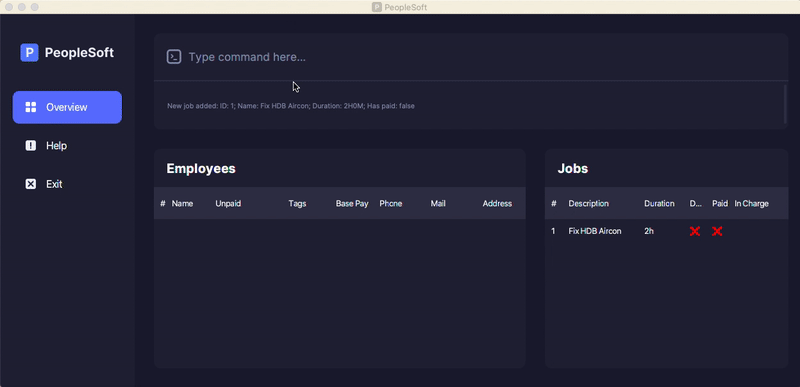 PeopleSoft
P PeopleSoft
Overview
Help
Exit
Type command here...
New job added: ID: 1; Name: Fix HDB Aircon; Duration: 2H0M; Has paid: false
Employees
# Name Unpaid Tags Base Pay Phone Mail Address
Jobs
# Description Duration D... Paid In Charge
1 Fix HDB Aircon 2h